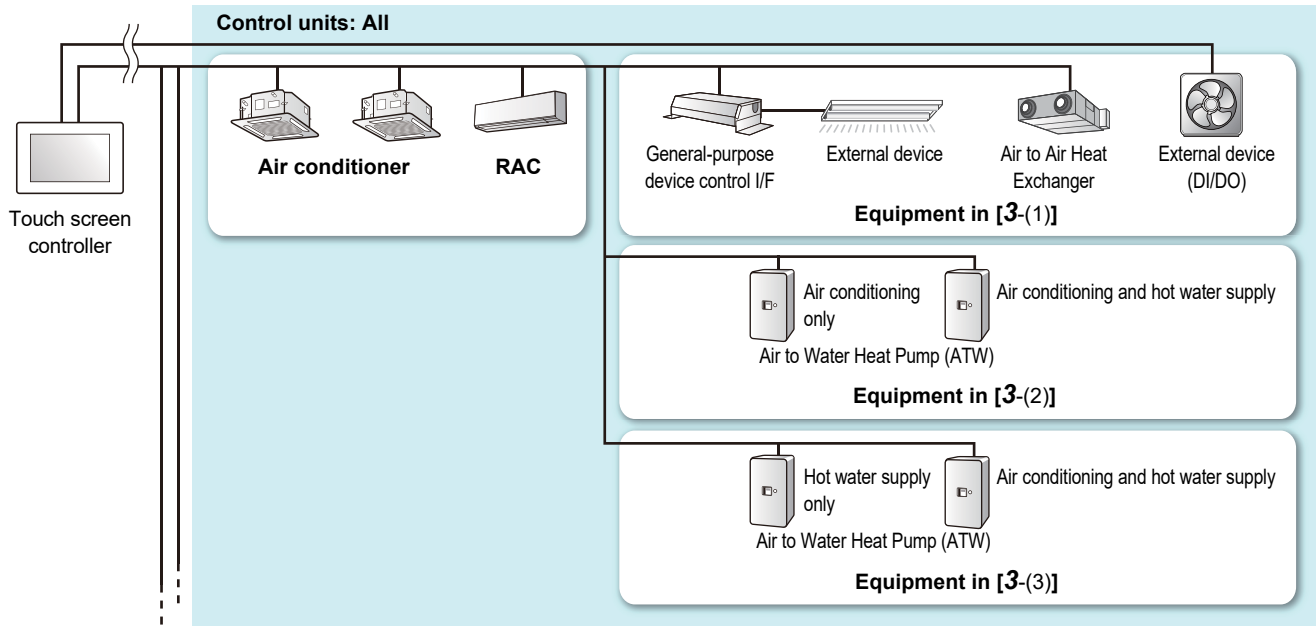 Control units: All
Touch screen
controller
Air conditioner
RAC
General-purpose
device control I/F
External device
Air to Air Heat
Exchanger
External device
(DI/DO)
Equipment in [3-(1)]
Air conditioning
only
Air conditioning and hot water supply
Air to Water Heat Pump (ATW)
Equipment in [3-(2)]
Hot water supply
only
Air conditioning and hot water supply
Air to Water Heat Pump (ATW)
Equipment in [3-(3)]